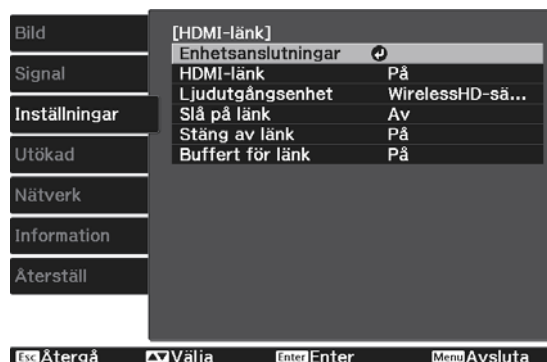 Bild
Signal
Inställningar
Utökad
Nätverk
Information
Återställ
[HDMI-länk]
Enhetsanslutningar
HDMI-länk På
Ljudutgångsenhet WirelessHD-sä...
Slå på länk Av
Stäng av länk På
Buffert för länk På
Esc Återgå Välja Enter Enter Menu Avsluta